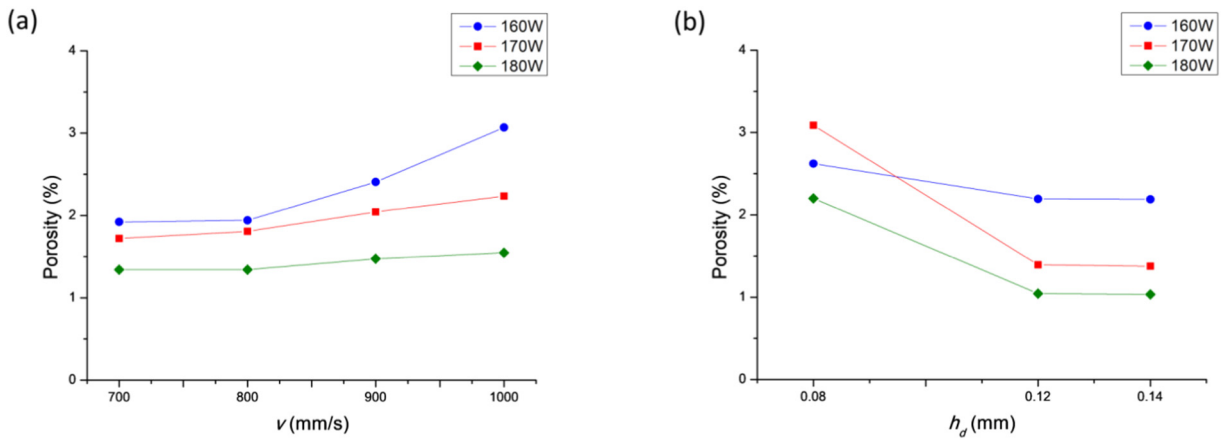 (a)
160W
170W
180W
Porosity (%)
4
3
2
1
0
700 800 900 1000
v (mm/s)
(b)
160W
170W
180W
Porosity (%)
4
3
2
1
0
0.08 0.12 0.14
h_d (mm)